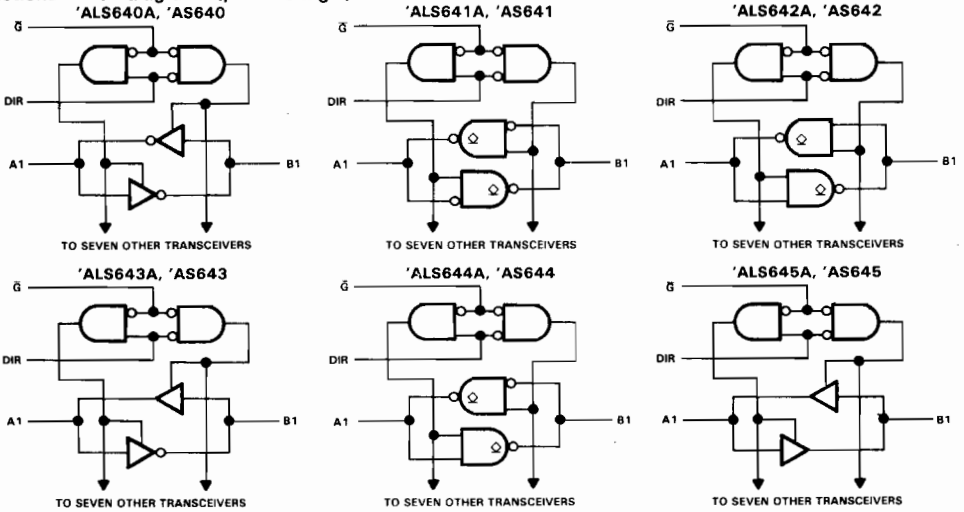 'ALS640A, 'AS640
'ALS641A, 'AS641
'ALS642A, 'AS642
G̅
G̅
G̅
DIR
DIR
DIR
A1
B1
A1
B1
A1
B1
TO SEVEN OTHER TRANSCEIVERS
TO SEVEN OTHER TRANSCEIVERS
TO SEVEN OTHER TRANSCEIVERS
'ALS643A, 'AS643
'ALS644A, 'AS644
'ALS645A, 'AS645
G̅
G̅
G̅
DIR
DIR
DIR
A1
B1
A1
B1
A1
B1
TO SEVEN OTHER TRANSCEIVERS
TO SEVEN OTHER TRANSCEIVERS
TO SEVEN OTHER TRANSCEIVERS